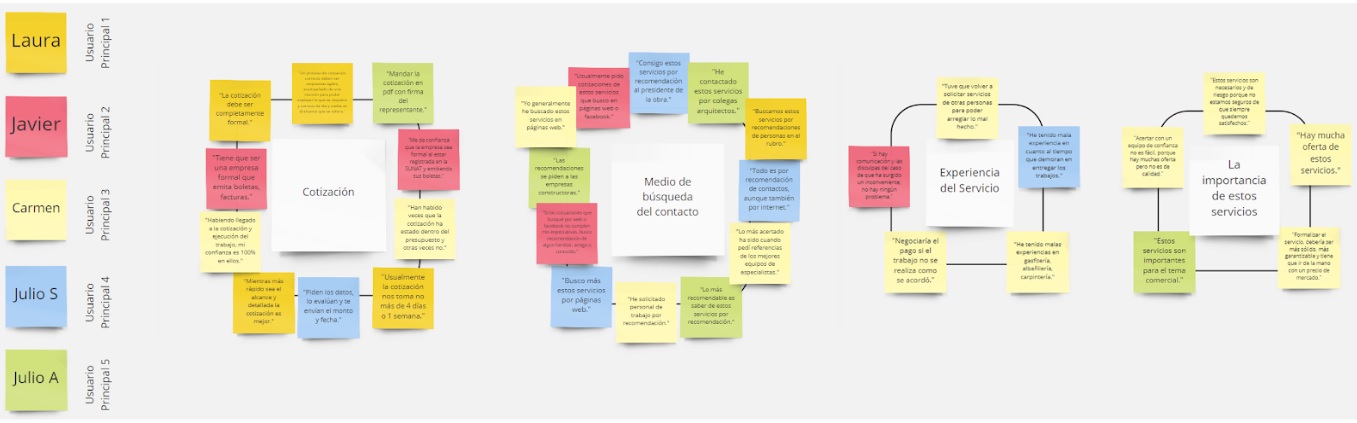 Laura
Usuario
Principal 1
Javier
Usuario
Principal 2
Carmen
Usuario
Principal 3
Julio S
Usuario
Principal 4
Julio A
Usuario
Principal 5
Cotización
"La cotización
debe ser
completamente
formal."
"Mandar la
cotización en
pdf con firma
del
representante."
"Tiene que ser
una empresa
formal que
emita boletas,
facturas."
"Me da confianza
que la empresa sea
formal al estar
registrada en la
SUNAT y emitiendo
sus boletas."
"Habiendo llegado
a la cotización y
ejecución del
trabajo, mi
confianza es 100%
en ellos."
"Han habido
veces que la
cotización ha
estado dentro del
presupuesto y
otras veces no."
"Mientras más
rápido sea el
alcance y
detallada la
cotización es
mejor."
"Piden los datos,
lo evalúan y te
envían el monto
y fecha."
"Usualmente
la cotización
nos toma no
más de 4 días
o 1 semana."
Medio de
búsqueda
del contacto
"Yo generalmente
he buscado estos
servicios en
páginas web."
"Usualmente pido
cotizaciones de
estos servicios
que busco en
páginas web o
facebook."
"Consigo estos
servicios por
recomendación
al presidente de
la obra."
"He
contactado
estos servicios
por colegas
arquitectos."
"Buscamos estos
servicios por
recomendaciones
de personas en el
rubro."
"Las
recomendaciones
se piden a las
empresas
constructoras."
"Todo es por
recomendación
de contactos,
aunque también
por internet."
"Lo más acertado
ha sido cuando
pedí referencias
de los mejores
equipos de
especialistas."
"Busco más
estos servicios
por páginas
web."
"He solicitado
personal de
trabajo por
recomendación."
"Lo más
recomendable es
saber de estos
servicios por
recomendación."
Experiencia
del Servicio
"Tuve que volver a
solicitar servicios
de otras personas
para poder
arreglar lo mal
hecho."
"Si hay
comunicación y las
disculpas del caso
de que ha surgido
un inconveniente,
no hay ningún
problema."
"He tenido mala
experiencia en
cuanto al tiempo
que demoran en
entregar los
trabajos."
"Negociaría el
pago si el
trabajo no se
realiza como
se acordó."
"He tenido malas
experiencias en
gasfitería,
albañilería,
carpintería."
La
importancia
de estos
servicios
"Estos servicios son
necesarios y de
riesgo porque no
estamos seguros de
que siempre
quedemos
satisfechos."
"Acertar con un
equipo de confianza
no es fácil, porque
hay muchas oferta
pero no es de
calidad."
"Hay mucha
oferta de
estos
servicios."
"Estos
servicios son
importantes
para el tema
comercial."
"Formalizar el
servicio, debería ser
más sólido, más
garantizable y tiene
que ir de la mano
con un precio de
mercado."